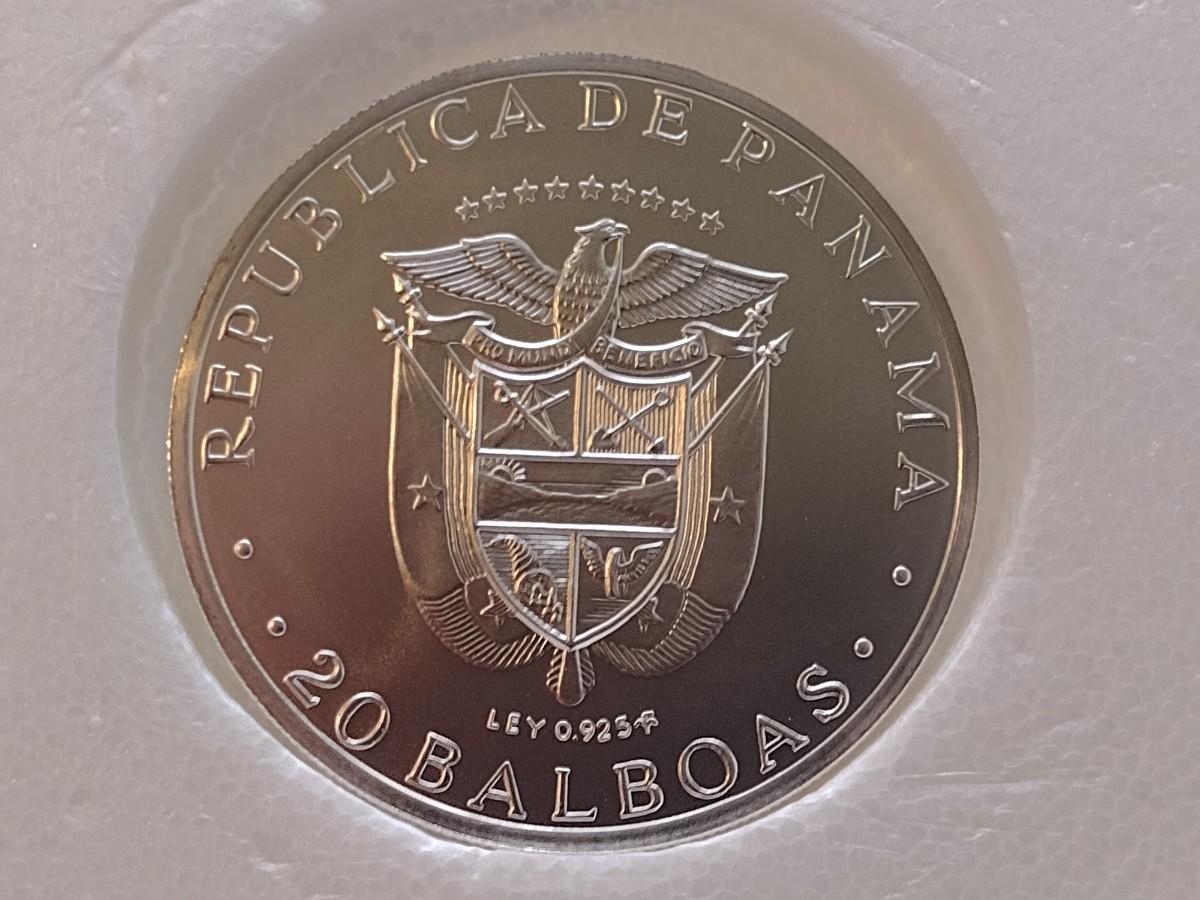 REPUBLICA DE PANAMA
PRO MUNDI BENEFICIO
LEY 0.925
20 BALBOAS